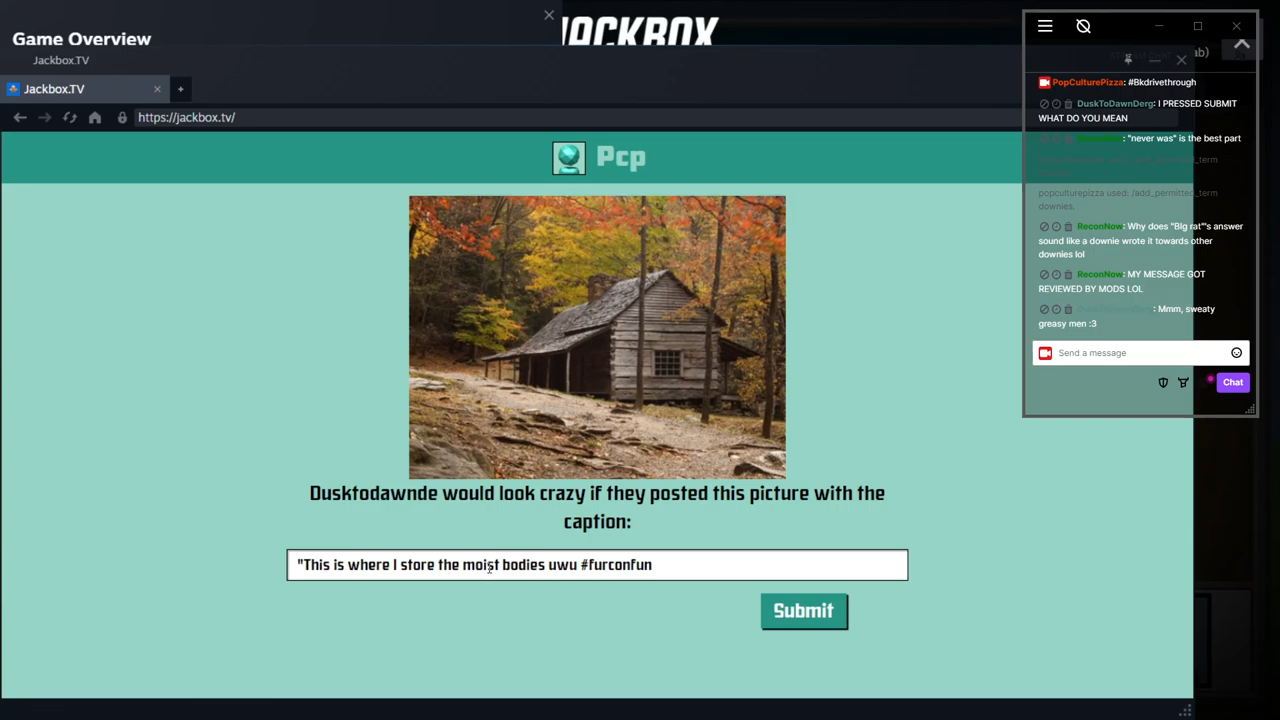 JACKBOX
Game Overview
Jackbox.TV
Jackbox.TV
https://jackbox.tv/
Pcp
Dusktodawnde would look crazy if they posted this picture with the
caption:
"This is where I store the moist bodies uwu #furconfun
Submit
PopCulturePizza: #Bkdrivethrough
DuskToDawnDerg: I PRESSED SUBMIT
WHAT DO YOU MEAN
ReconNow: "never was" is the best part
popculturepizza used: /add_permitted_term
downies.
ReconNow: Why does "BIg rat"'s answer
sound like a downie wrote it towards other
downies lol
ReconNow: MY MESSAGE GOT
REVIEWED BY MODS LOL
: Mmm, sweaty
greasy men :3
Send a message
Chat